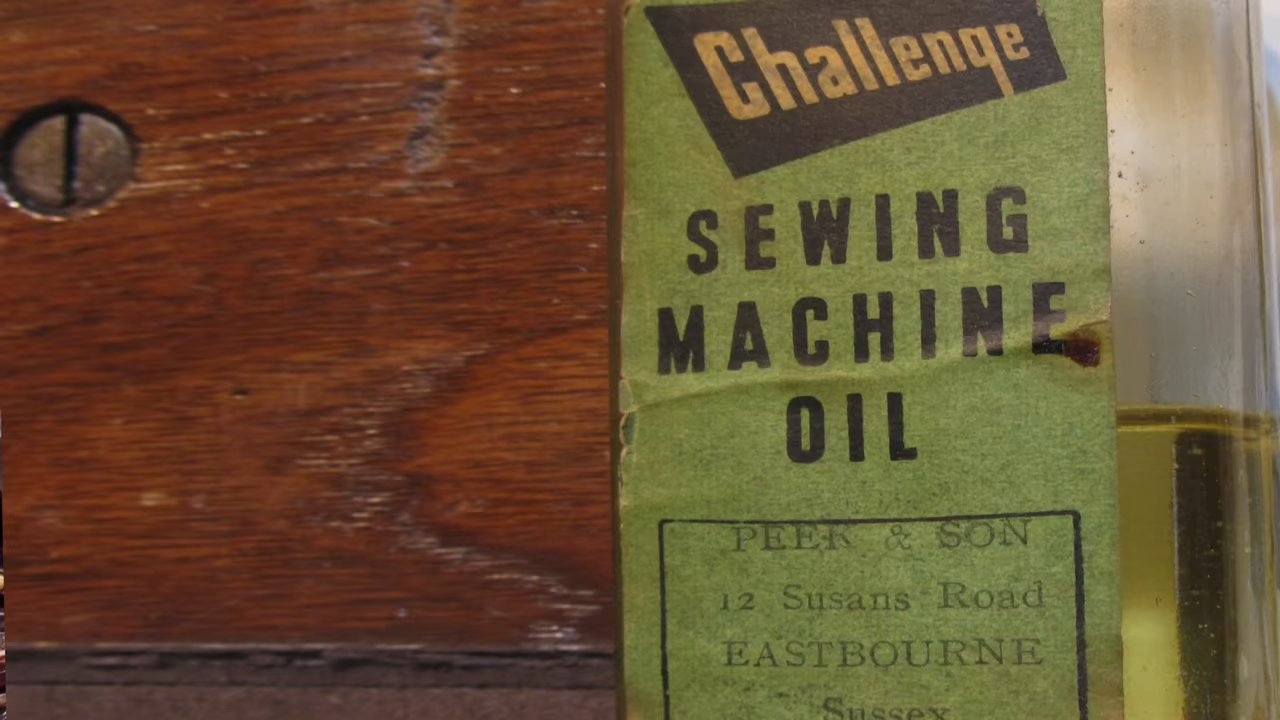 Challenge
SEWING
MACHINE
OIL
PEEK & SON
12 Susans Road
EASTBOURNE
Sussex